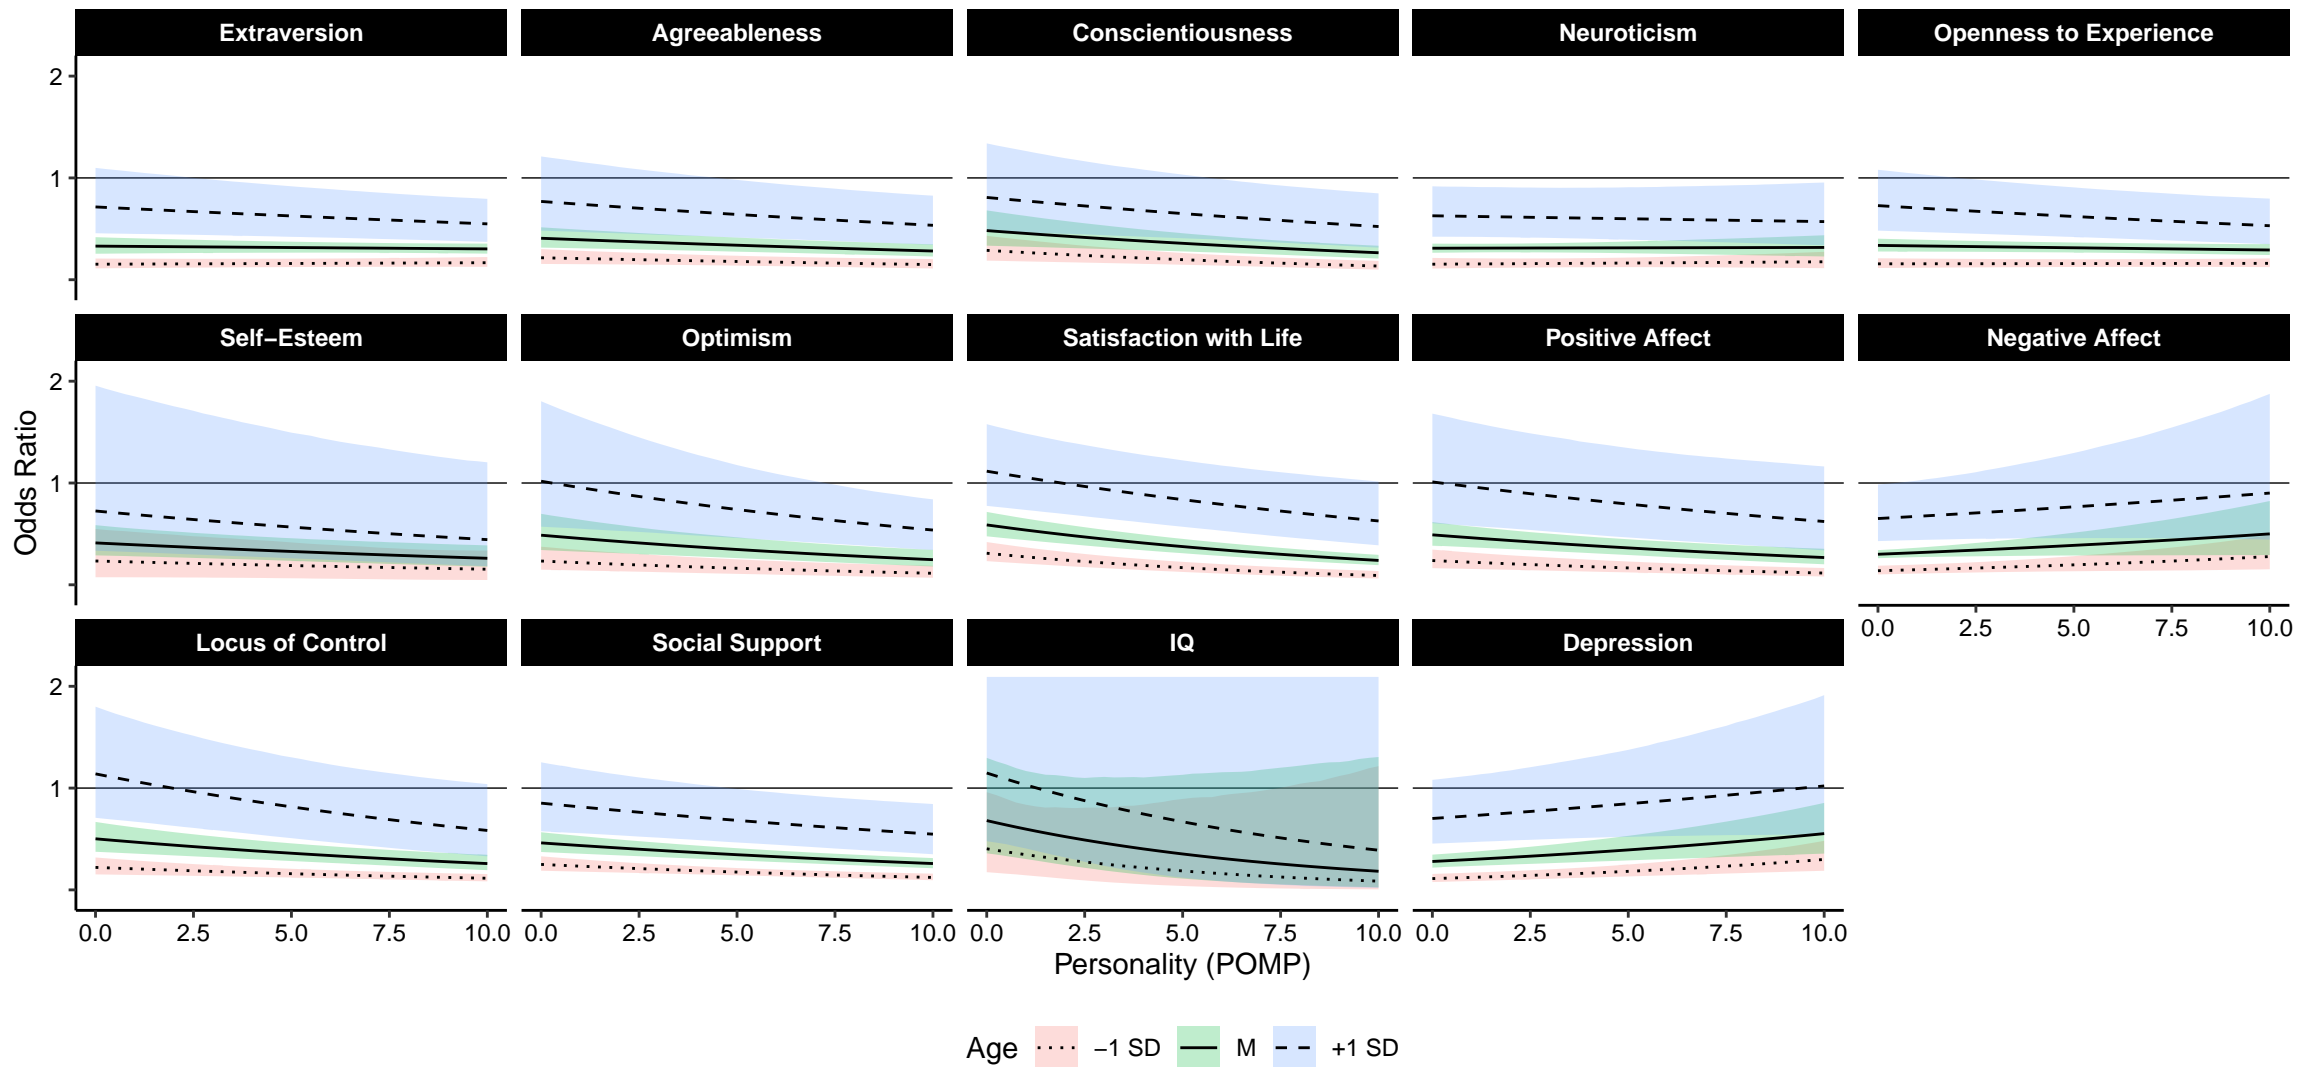 Extraversion
Agreeableness
Conscientiousness
Neuroticism
Openness to Experience
2
1
Self−Esteem
Optimism
Satisfaction with Life
Positive Affect
Negative Affect
2
1
0.0 2.5 5.0 7.5 10.0
Odds Ratio
Locus of Control
Social Support
IQ
Depression
2
1
0.0 2.5 5.0 7.5 10.0
0.0 2.5 5.0 7.5 10.0
0.0 2.5 5.0 7.5 10.0
0.0 2.5 5.0 7.5 10.0
Personality (POMP)
Age −1 SD M +1 SD